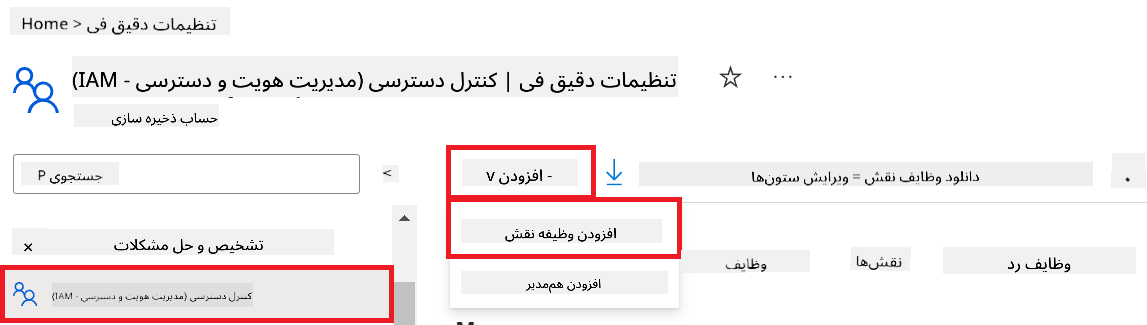 Home > تنظیمات دقیق فی
تنظیمات دقیق فی | کنترل دسترسی (مدیریت هویت و دسترسی - IAM)
حساب ذخیره سازی
جستجوی P
<
- افزودن v
دانلود وظایف نقش = ویرایش ستون‌ها
افزودن وظیفه نقش
× تشخیص و حل مشکلات
وظایف
نقش‌ها
وظایف رد
افزودن هم‌مدیر
کنترل دسترسی (مدیریت هویت و دسترسی - IAM)